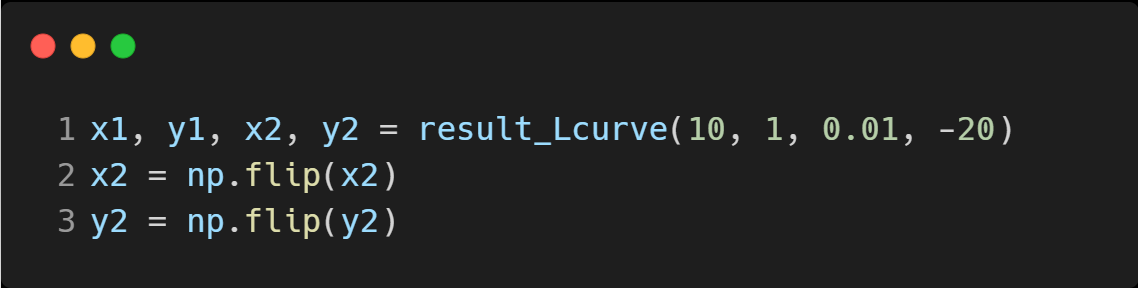 1 x1, y1, x2, y2 = result_Lcurve(10, 1, 0.01, -20)
2 x2 = np.flip(x2)
3 y2 = np.flip(y2)